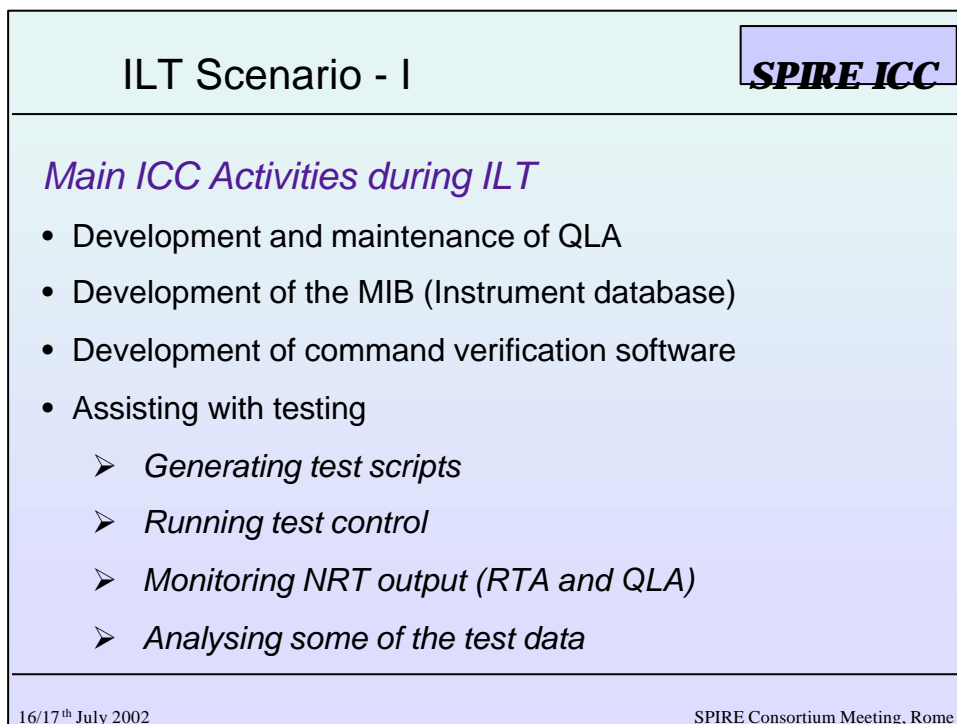 ILT Scenario - I
SPIRE ICC
Main ICC Activities during ILT
• Development and maintenance of QLA
• Development of the MIB (Instrument database)
• Development of command verification software
• Assisting with testing
➢ Generating test scripts
➢ Running test control
➢ Monitoring NRT output (RTA and QLA)
➢ Analysing some of the test data
16/17th July 2002
SPIRE Consortium Meeting, Rome